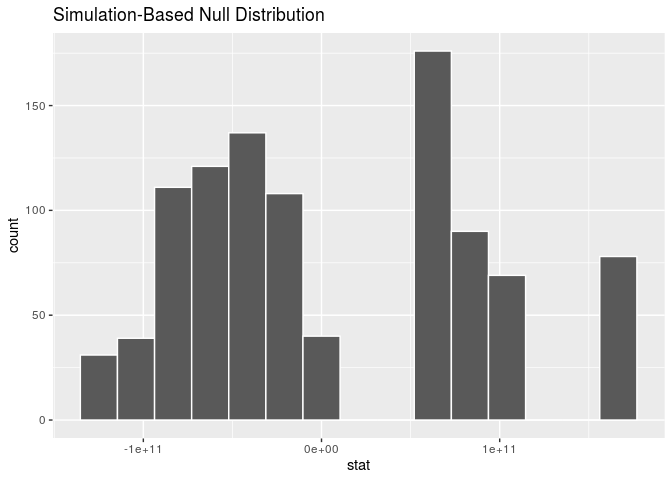 Simulation-Based Null Distribution
150
100
50
0
count
-1e+11 0e+00 1e+11
stat